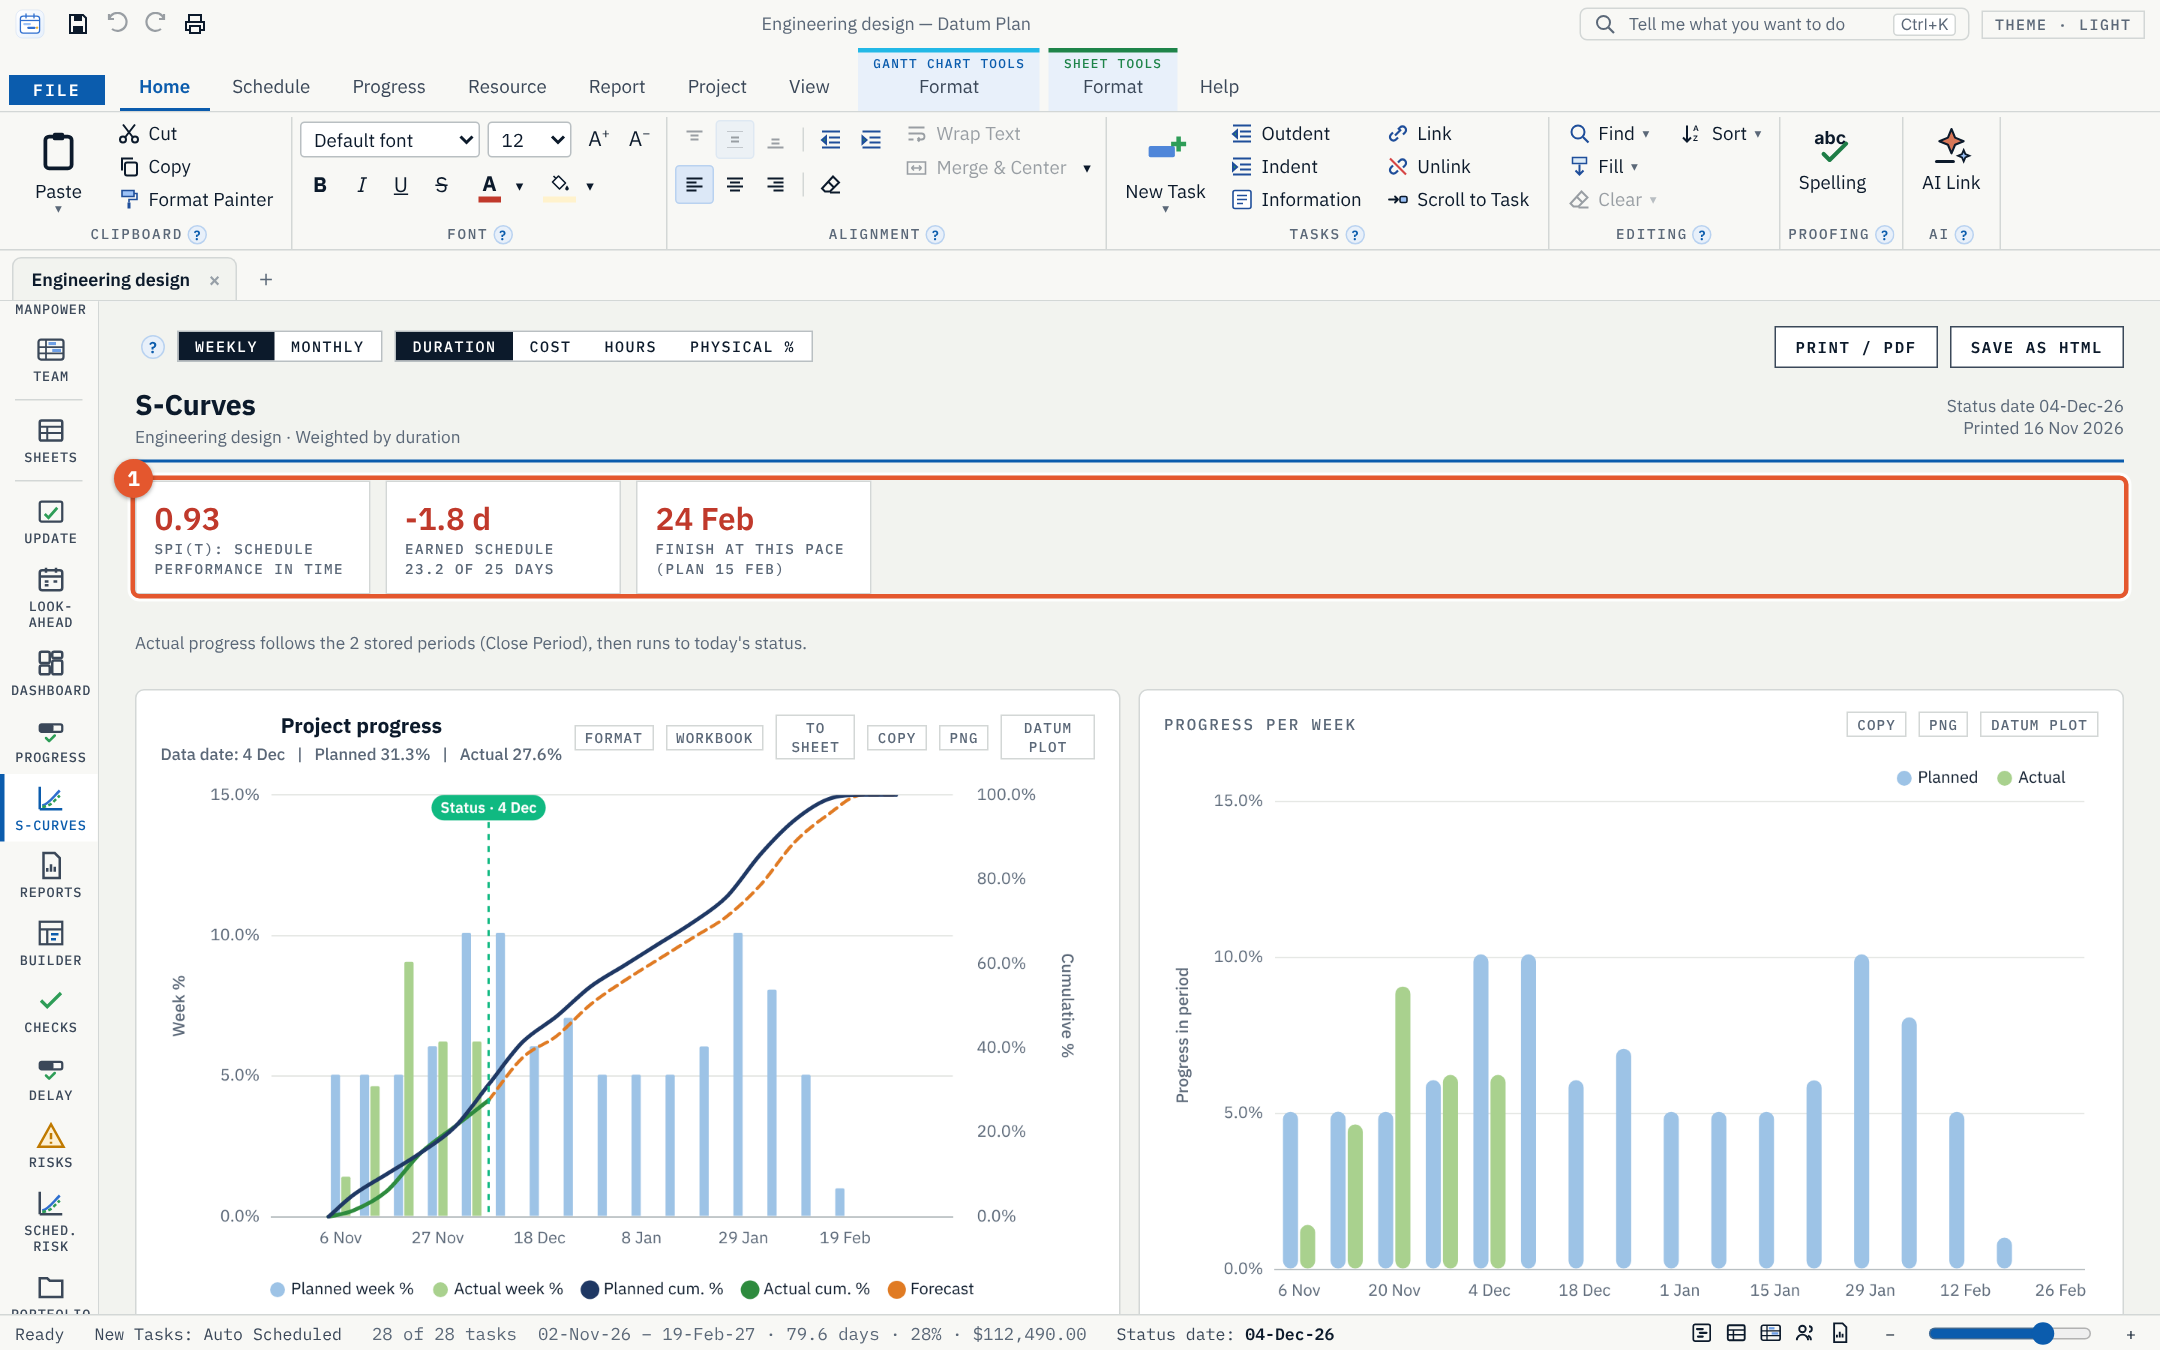 Engineering design — Datum Plan
Tell me what you want to do
Ctrl+K
THEME · LIGHT
FILE
Home
Schedule
Progress
Resource
Report
Project
View
GANTT CHART TOOLS
Format
SHEET TOOLS
Format
Help
Paste
Cut
Copy
Format Painter
CLIPBOARD ?
Default font
12
A+ A−
B I U S A
FONT ?
Wrap Text
Merge & Center
ALIGNMENT ?
New Task
Outdent
Indent
Information
Link
Unlink
Scroll to Task
TASKS ?
Find
Sort
Fill
Clear
EDITING ?
abc
Spelling
PROOFING ?
AI Link
AI ?
Engineering design × +
MANPOWER
TEAM
SHEETS
UPDATE
LOOK-
AHEAD
DASHBOARD
PROGRESS
S-CURVES
REPORTS
BUILDER
CHECKS
DELAY
RISKS
SCHED.
RISK
PORTFOLIO
? WEEKLY MONTHLY
DURATION COST HOURS PHYSICAL %
PRINT / PDF
SAVE AS HTML
S-Curves
Engineering design · Weighted by duration
Status date 04-Dec-26
Printed 16 Nov 2026
1
0.93
SPI(T): SCHEDULE
PERFORMANCE IN TIME
-1.8 d
EARNED SCHEDULE
23.2 OF 25 DAYS
24 Feb
FINISH AT THIS PACE
(PLAN 15 FEB)
Actual progress follows the 2 stored periods (Close Period), then runs to today's status.
Project progress
Data date: 4 Dec | Planned 31.3% | Actual 27.6%
FORMAT
WORKBOOK
TO
SHEET
COPY
PNG
DATUM
PLOT
Status · 4 Dec
15.0%
10.0%
5.0%
0.0%
Week %
100.0%
80.0%
60.0%
40.0%
20.0%
0.0%
Cumulative %
6 Nov 27 Nov 18 Dec 8 Jan 29 Jan 19 Feb
Planned week % Actual week % Planned cum. % Actual cum. % Forecast
PROGRESS PER WEEK
COPY
PNG
DATUM PLOT
Planned Actual
15.0%
10.0%
5.0%
0.0%
Progress in period
6 Nov 20 Nov 4 Dec 18 Dec 1 Jan 15 Jan 29 Jan 12 Feb 26 Feb
Ready New Tasks: Auto Scheduled 28 of 28 tasks 02-Nov-26 – 19-Feb-27 · 79.6 days · 28% · $112,490.00 Status date: 04-Dec-26
− +